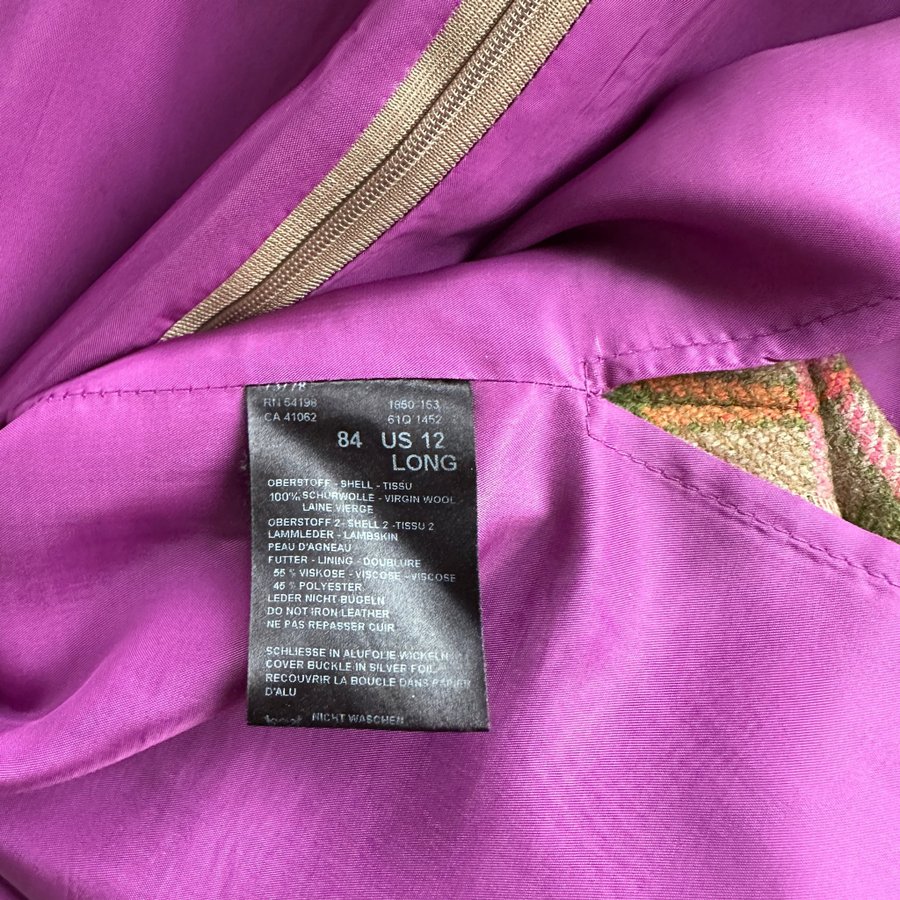 RN 54198 1850 153
CA 41062 61Q 1452
84 US 12
LONG
OBERSTOFF - SHELL - TISSU
100% SCHURWOLLE - VIRGIN WOOL
LAINE VIERGE
OBERSTOFF 2 - SHELL 2 - TISSU 2
LAMMLEDER - LAMBSKIN
PEAU D'AGNEAU
FUTTER - LINING - DOUBLURE
55 % VISKOSE - VISCOSE - VISCOSE
45 % POLYESTER
LEDER NICHT BÜGELN
DO NOT IRON LEATHER
NE PAS REPASSER CUIR
SCHLIESSE IN ALUFOLIE WICKELN
COVER BUCKLE IN SILVER FOIL
RECOUVRIR LA BOUCLE DANS PAPIER
D'ALU
NICHT WASCHEN